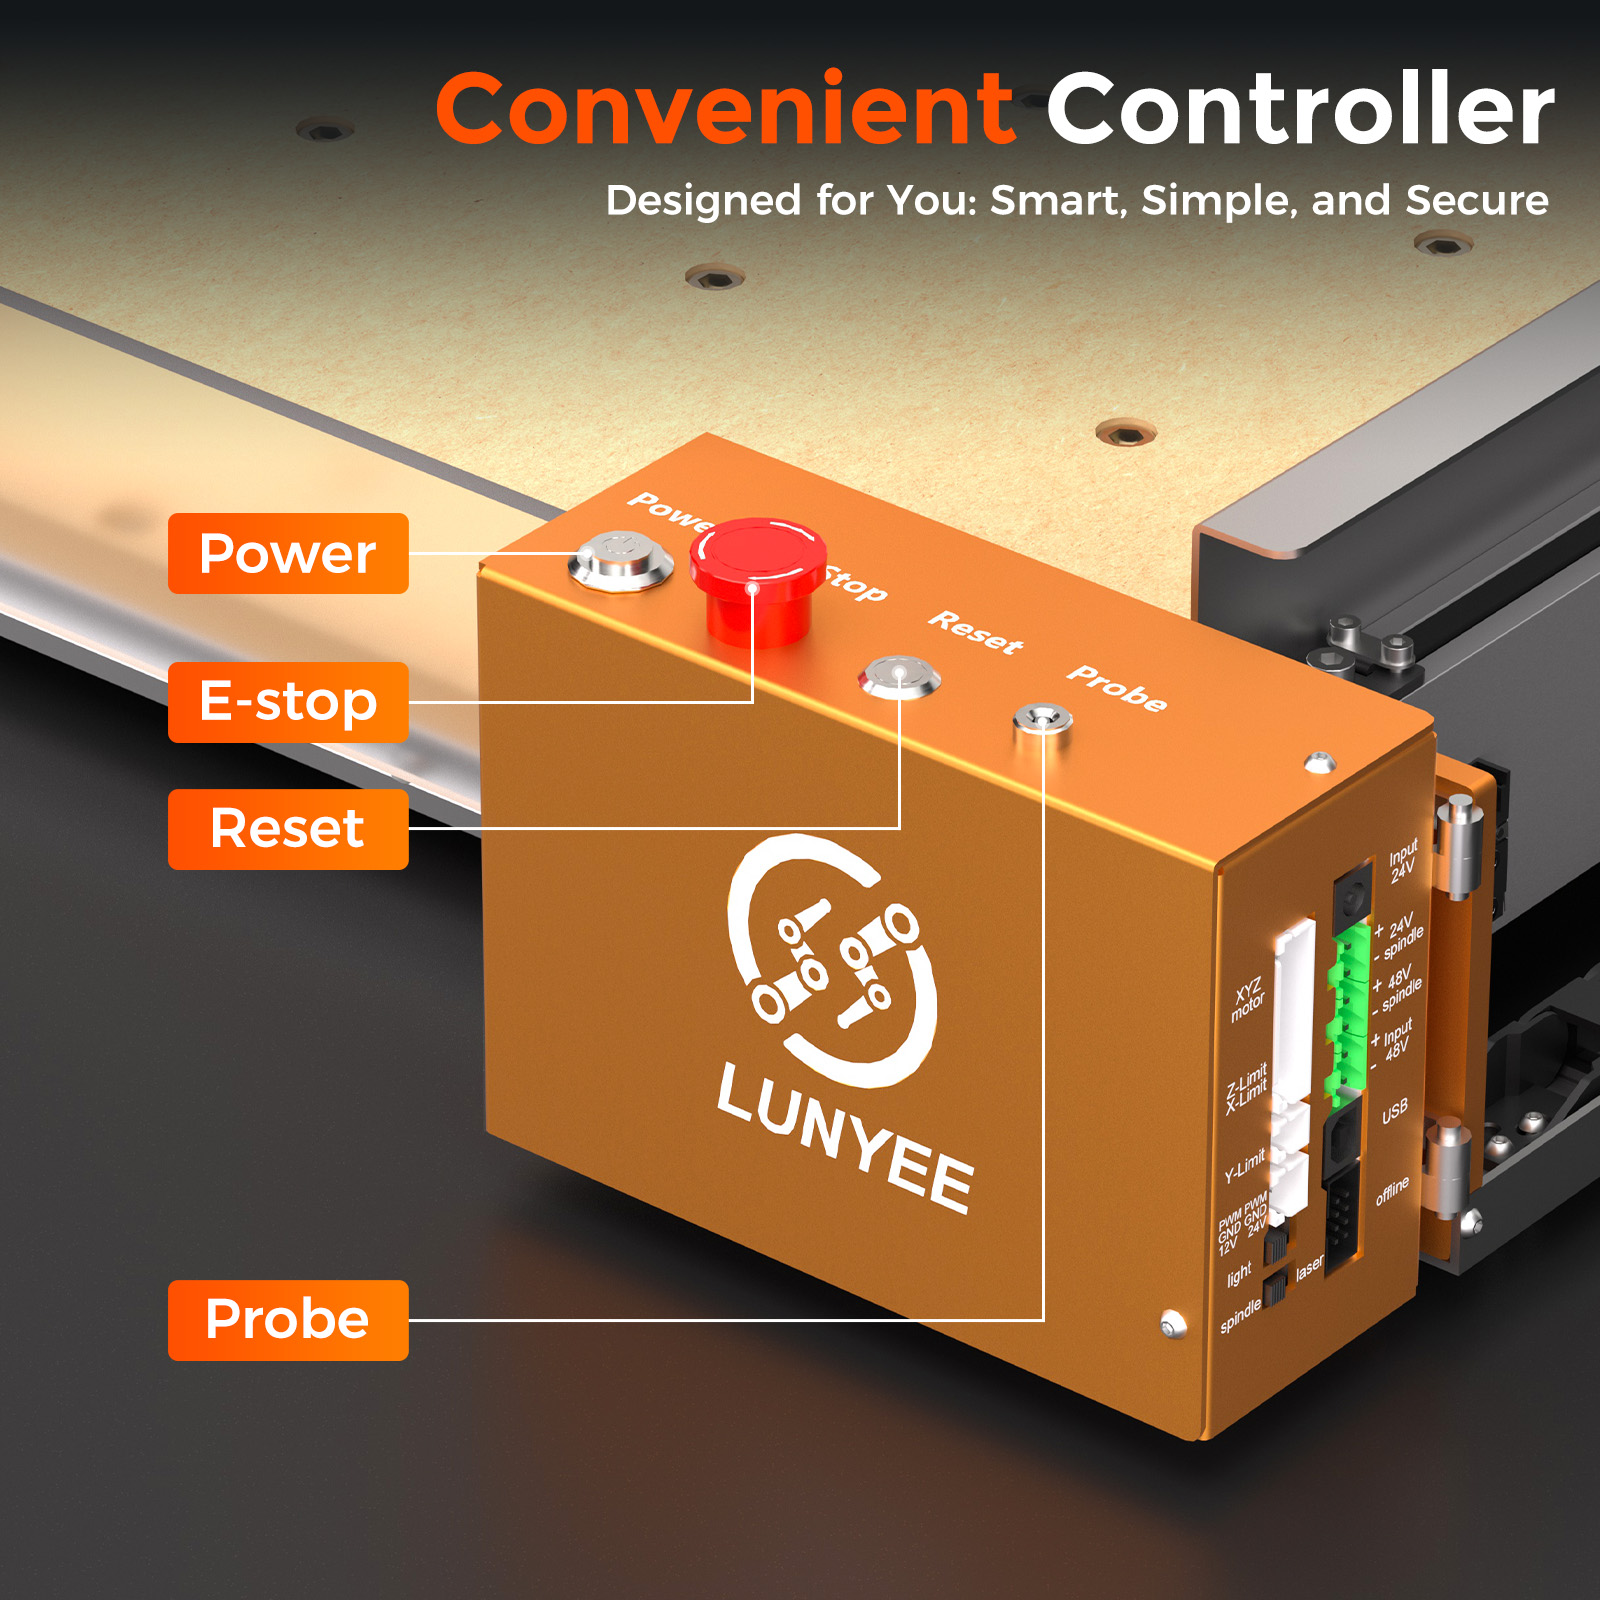 Convenient Controller
Designed for You: Smart, Simple, and Secure
Power
E-stop
Reset
Probe
Power
Stop
Reset
Probe
LUNYEE
Input
24V
+ 24V
- spindle
+ 48V
- spindle
+ Input
- 48V
USB
offline
XYZ
motor
Z-Limit
X-Limit
Y-Limit
PWM PWM
GND GND
12V 24V
light
laser
spindle